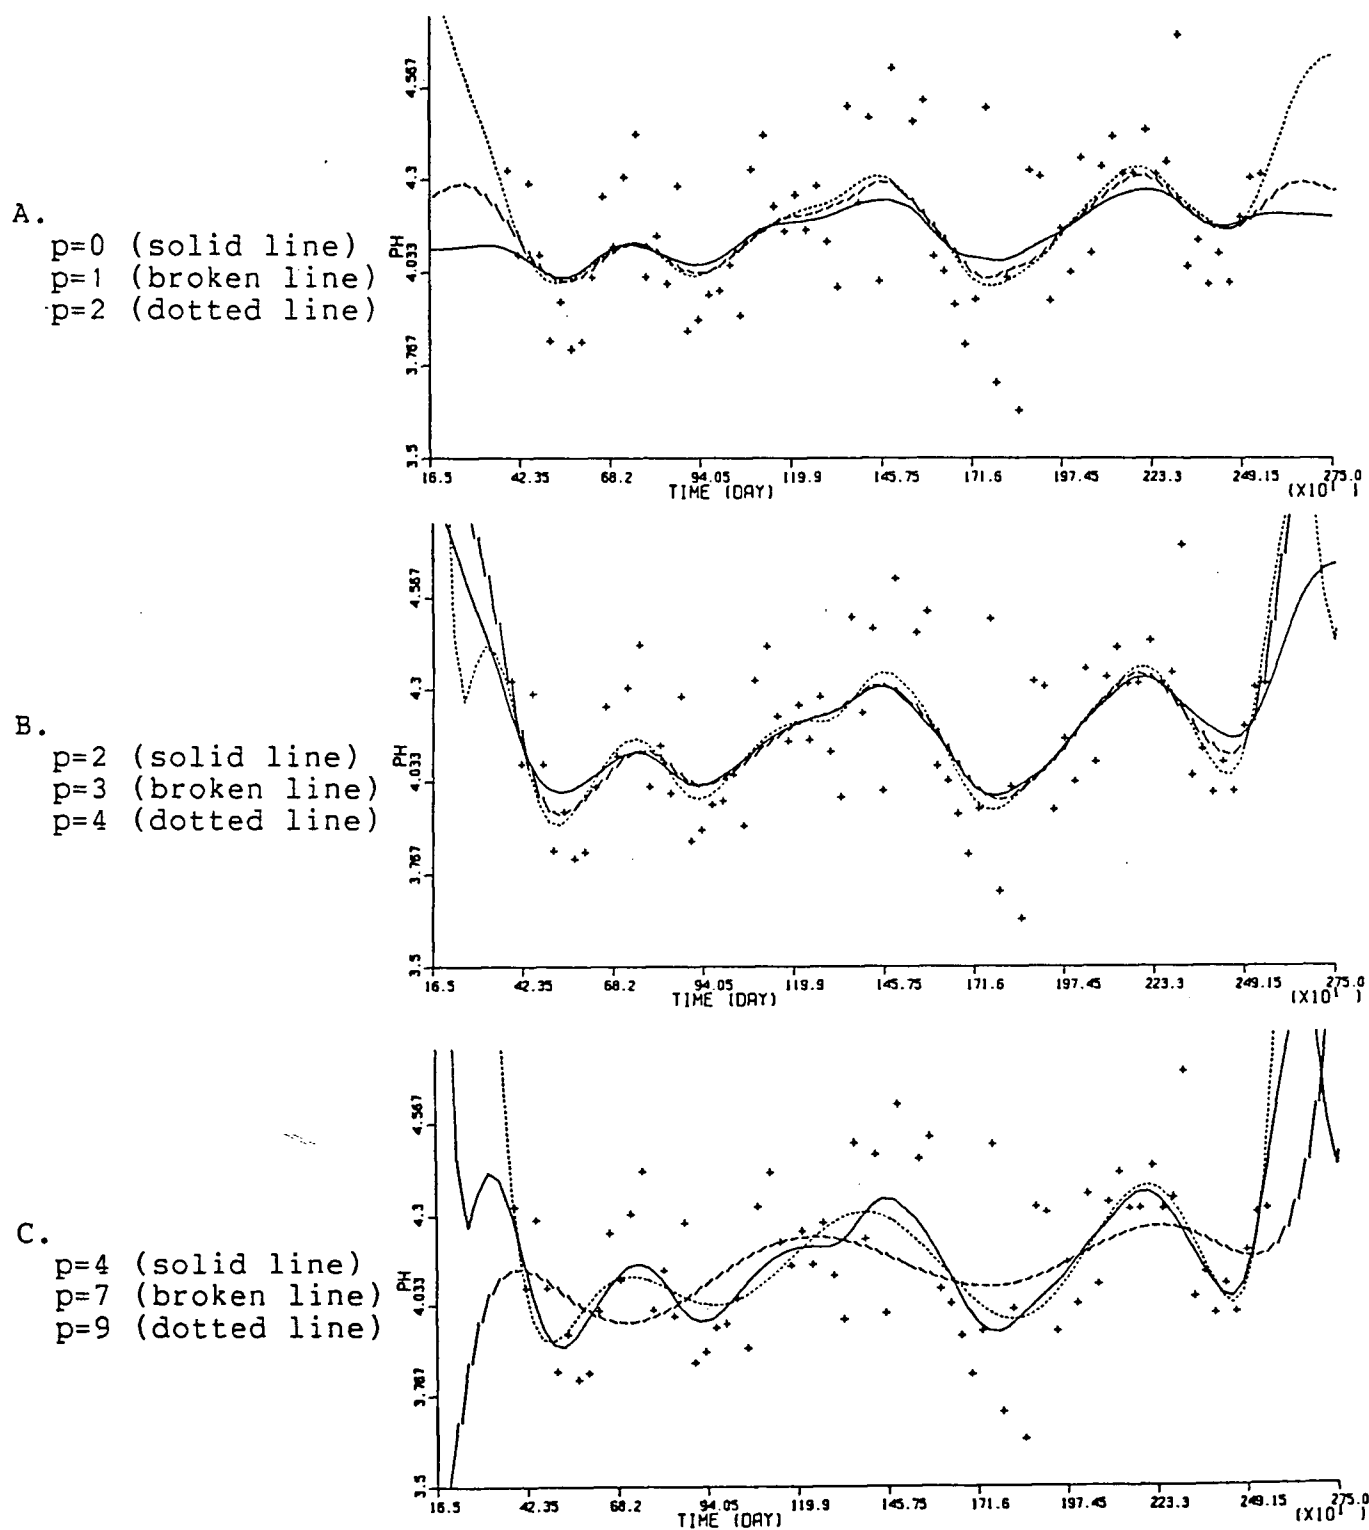 A.
p=0 (solid line)
p=1 (broken line)
p=2 (dotted line)
PH
4.567
4.3
4.033
3.767
3.5
16.5 42.35 68.2 94.05 119.9 145.75 171.6 197.45 223.3 249.15 275.0
TIME (DAY)
(X10¹ )
B.
p=2 (solid line)
p=3 (broken line)
p=4 (dotted line)
PH
4.567
4.3
4.033
3.767
3.5
16.5 42.35 68.2 94.05 119.9 145.75 171.6 197.45 223.3 249.15 275.0
TIME (DAY)
(X10¹ )
C.
p=4 (solid line)
p=7 (broken line)
p=9 (dotted line)
PH
4.567
4.3
4.033
3.767
3.5
16.5 42.35 68.2 94.05 119.9 145.75 171.6 197.45 223.3 249.15 275.0
TIME (DAY)
(X10¹ )